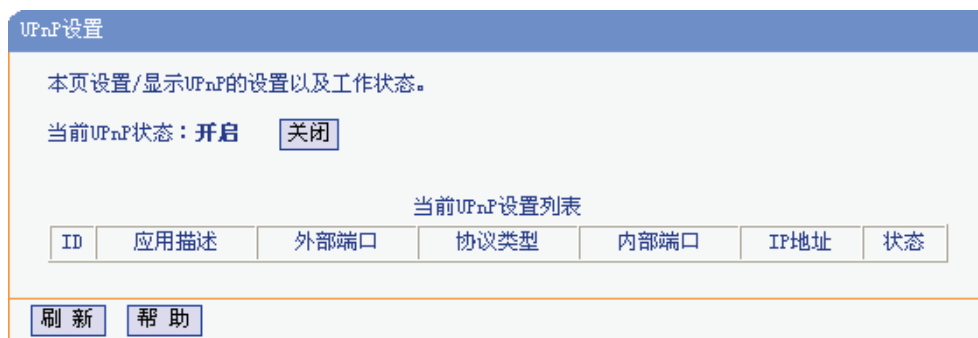 UPnP设置
本页设置/显示UPnP的设置以及工作状态。
当前UPnP状态：开启 关闭
当前UPnP设置列表
ID 应用描述 外部端口 协议类型 内部端口 IP地址 状态
刷 新 帮 助